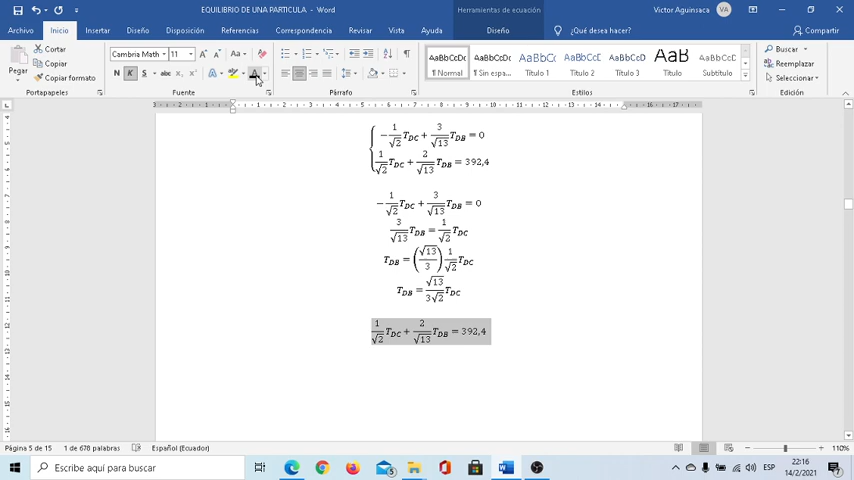 EQUILIBRIO DE UNA PARTICULA - Word
Herramientas de ecuación
Victor Aguinsaca
VA
Archivo Inicio Insertar Diseño Disposición Referencias Correspondencia Revisar Vista Ayuda Diseño ¿Qué desea hacer? Compartir
Pegar
Cortar
Copiar
Copiar formato
Portapapeles
Cambria Math 11
N K S abc x₂ x²
Fuente
Párrafo
AaBbCcDc AaBbCcDc AaBbCc AaBbCcC AaBbCcD AaB AaBbCcD
¶ Normal ¶ Sin espa... Título 1 Título 2 Título 3 Título Subtítulo
Estilos
Buscar
Reemplazar
Seleccionar
Edición
{ −1/√2 T_DC + 3/√13 T_DB = 0
1/√2 T_DC + 2/√13 T_DB = 392,4
−1/√2 T_DC + 3/√13 T_DB = 0
3/√13 T_DB = 1/√2 T_DC
T_DB = (√13/3) 1/√2 T_DC
T_DB = √13/3√2 T_DC
1/√2 T_DC + 2/√13 T_DB = 392,4
Página 5 de 15 1 de 678 palabras Español (Ecuador) 110%
Escribe aquí para buscar
ESP
22:16
14/2/2021